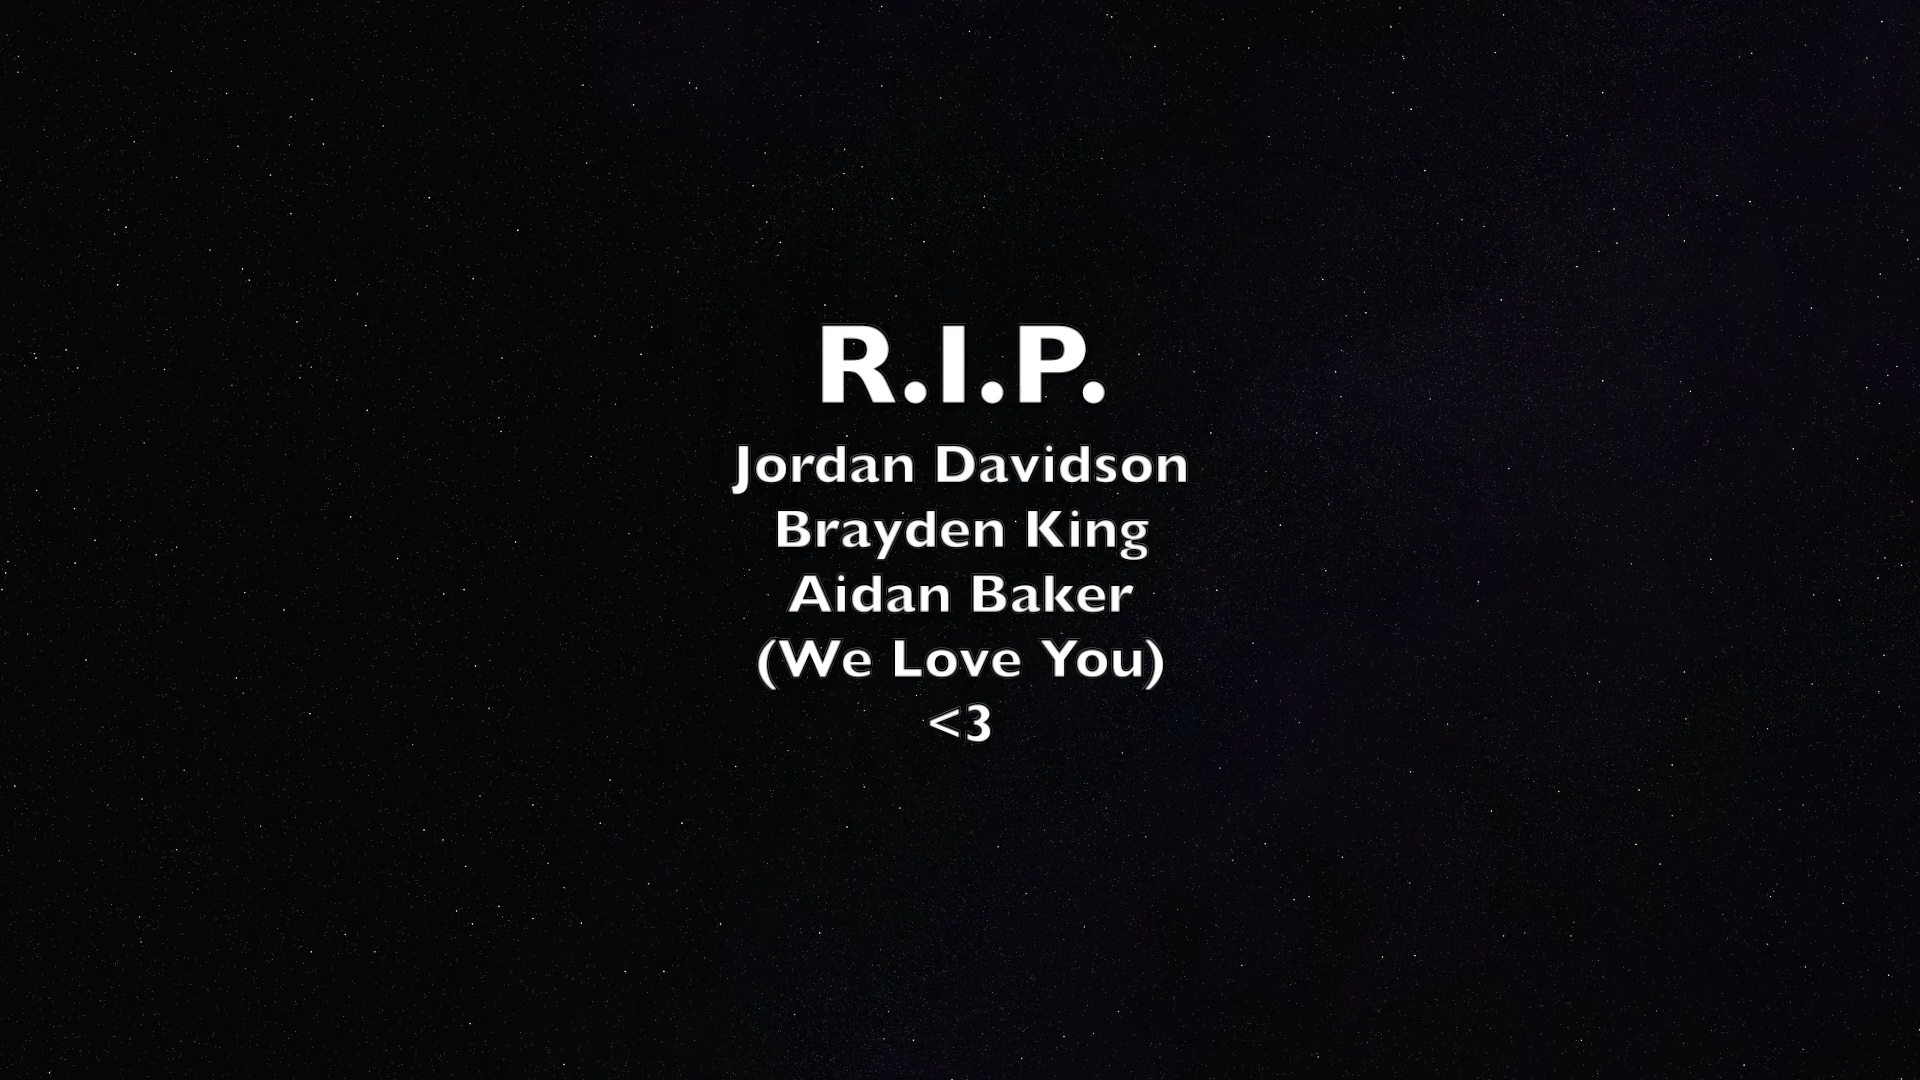 R.I.P.
Jordan Davidson
Brayden King
Aidan Baker
(We Love You)
<3